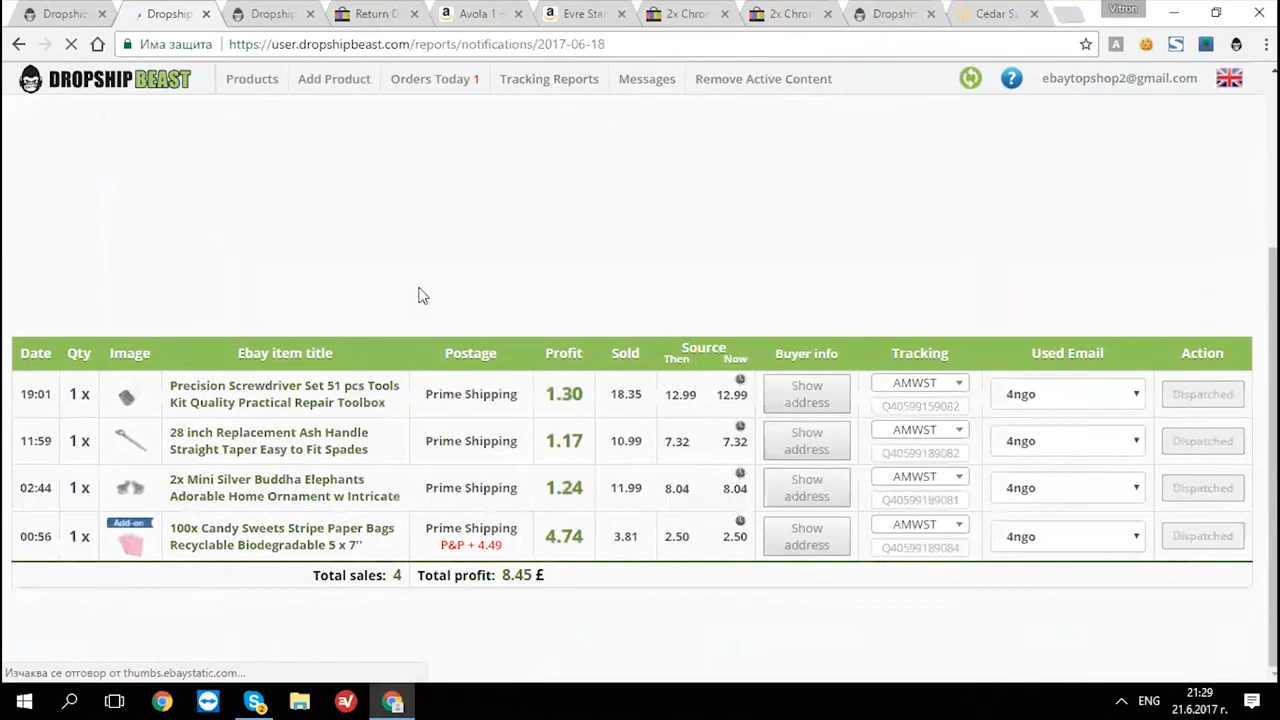 Dropship
Dropship
Dropship
Return D
Avola 1
Evre Sta
2x Chro
2x Chron
Dropship
Cedar S
Vitron
Има защита
https://user.dropshipbeast.com/reports/notifications/2017-06-18
DROPSHIPBEAST Products Add Product Orders Today 1 Tracking Reports Messages Remove Active Content ebaytopshop2@gmail.com
Date Qty Image Ebay item title Postage Profit Sold Source Then Now Buyer info Tracking Used Email Action
19:01 1 x Precision Screwdriver Set 51 pcs Tools Prime Shipping 1.30 18.35 12.99 12.99 Show AMWST 4ngo Dispatched
Kit Quality Practical Repair Toolbox address Q40599159082
11:59 1 x 28 inch Replacement Ash Handle Prime Shipping 1.17 10.99 7.32 7.32 Show AMWST 4ngo Dispatched
Straight Taper Easy to Fit Spades address Q40599189082
02:44 1 x 2x Mini Silver Buddha Elephants Prime Shipping 1.24 11.99 8.04 8.04 Show AMWST 4ngo Dispatched
Adorable Home Ornament w Intricate address Q40599189081
Add-on
00:56 1 x 100x Candy Sweets Stripe Paper Bags Prime Shipping 4.74 3.81 2.50 2.50 Show AMWST 4ngo Dispatched
Recyclable Biodegradable 5 x 7'' P&P + 4.49 address Q40599189084
Total sales: 4 Total profit: 8.45 £
Изчаква се отговор от thumbs.ebaystatic.com...
ENG
21:29
21.6.2017 г.